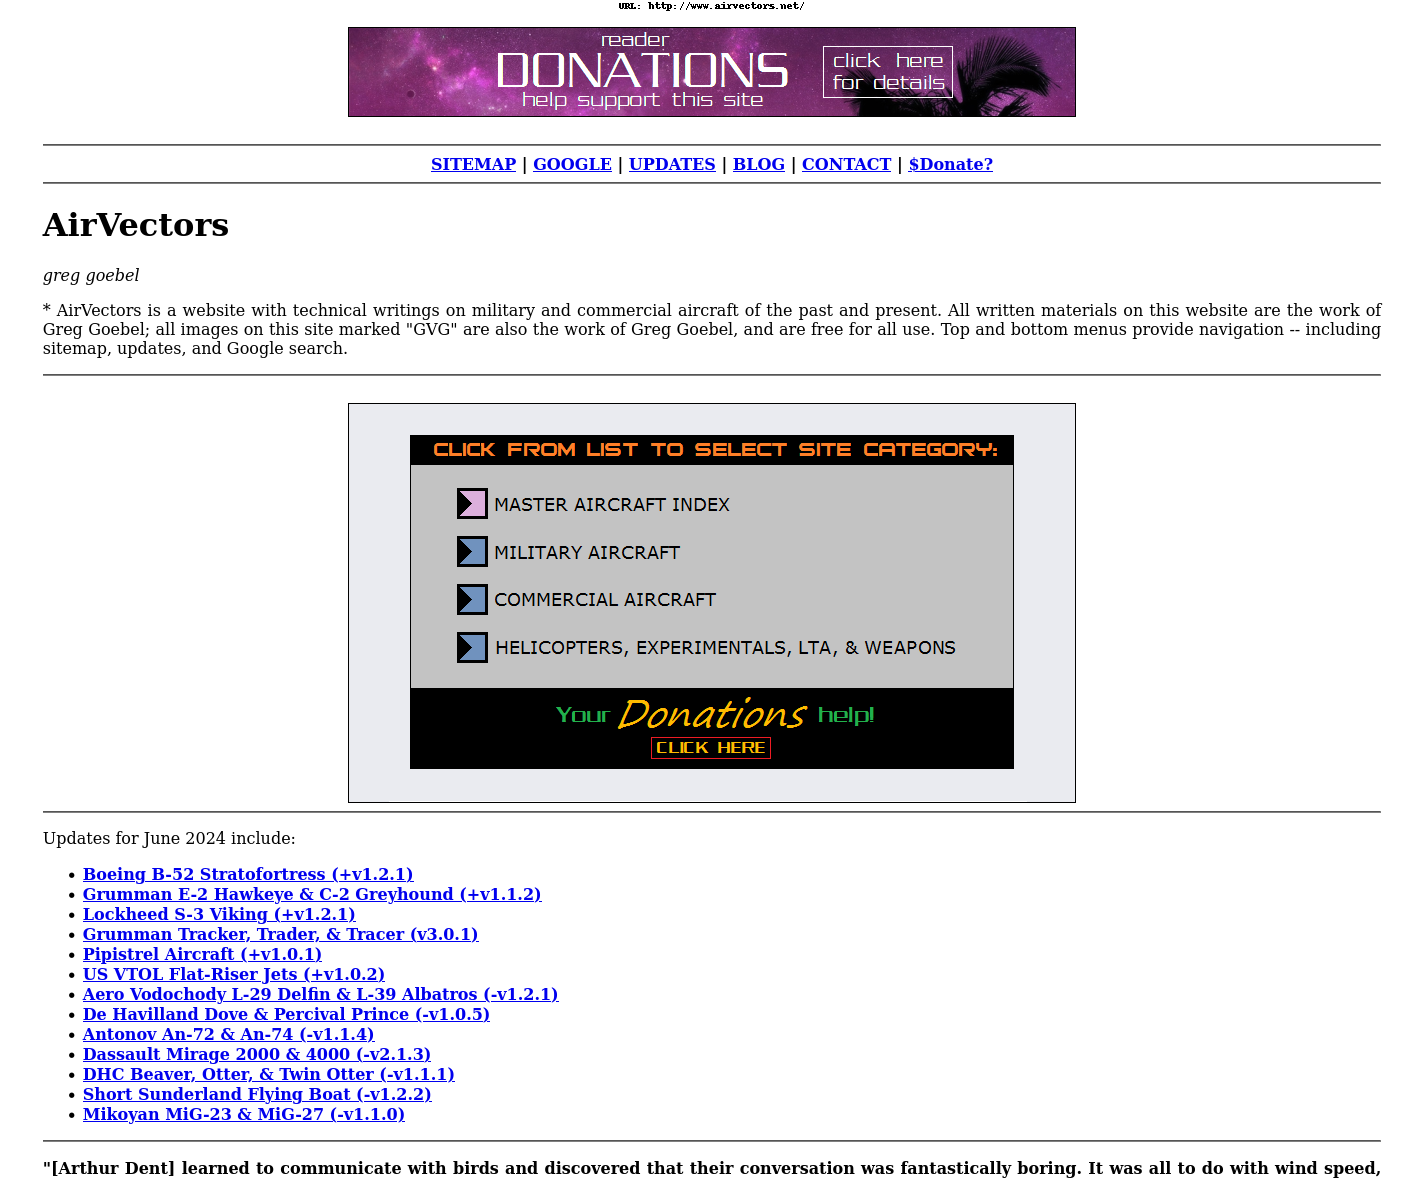 URL: http://www.airvectors.net/
reader
DONATIONS
help support this site
click here
for details
SITEMAP | GOOGLE | UPDATES | BLOG | CONTACT | $Donate?
AirVectors
greg goebel
* AirVectors is a website with technical writings on military and commercial aircraft of the past and present. All written materials on this website are the work of
Greg Goebel; all images on this site marked "GVG" are also the work of Greg Goebel, and are free for all use. Top and bottom menus provide navigation -- including
sitemap, updates, and Google search.
CLICK FROM LIST TO SELECT SITE CATEGORY:
MASTER AIRCRAFT INDEX
MILITARY AIRCRAFT
COMMERCIAL AIRCRAFT
HELICOPTERS, EXPERIMENTALS, LTA, & WEAPONS
Your Donations help!
CLICK HERE
Updates for June 2024 include:
• Boeing B-52 Stratofortress (+v1.2.1)
• Grumman E-2 Hawkeye & C-2 Greyhound (+v1.1.2)
• Lockheed S-3 Viking (+v1.2.1)
• Grumman Tracker, Trader, & Tracer (v3.0.1)
• Pipistrel Aircraft (+v1.0.1)
• US VTOL Flat-Riser Jets (+v1.0.2)
• Aero Vodochody L-29 Delfin & L-39 Albatros (-v1.2.1)
• De Havilland Dove & Percival Prince (-v1.0.5)
• Antonov An-72 & An-74 (-v1.1.4)
• Dassault Mirage 2000 & 4000 (-v2.1.3)
• DHC Beaver, Otter, & Twin Otter (-v1.1.1)
• Short Sunderland Flying Boat (-v1.2.2)
• Mikoyan MiG-23 & MiG-27 (-v1.1.0)
"[Arthur Dent] learned to communicate with birds and discovered that their conversation was fantastically boring. It was all to do with wind speed,